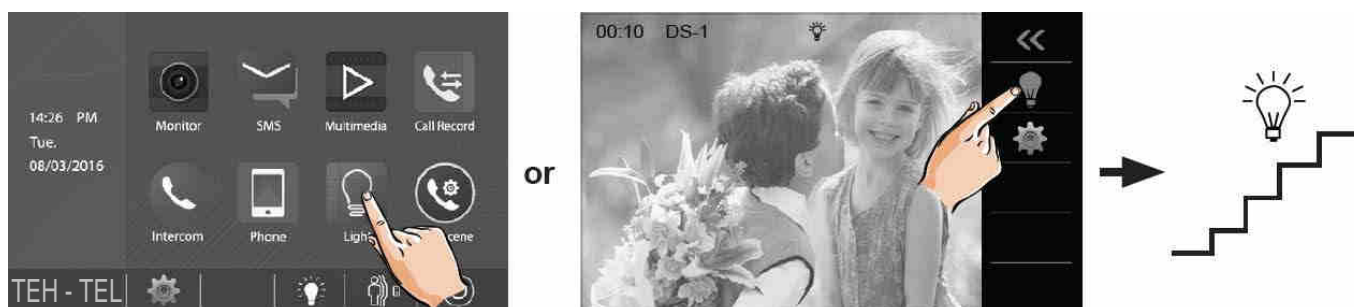 14:26 PM
Tue.
08/03/2016
Monitor SMS Multimedia Call Record
Intercom Phone
TEH - TEL
or
00:10 DS-1